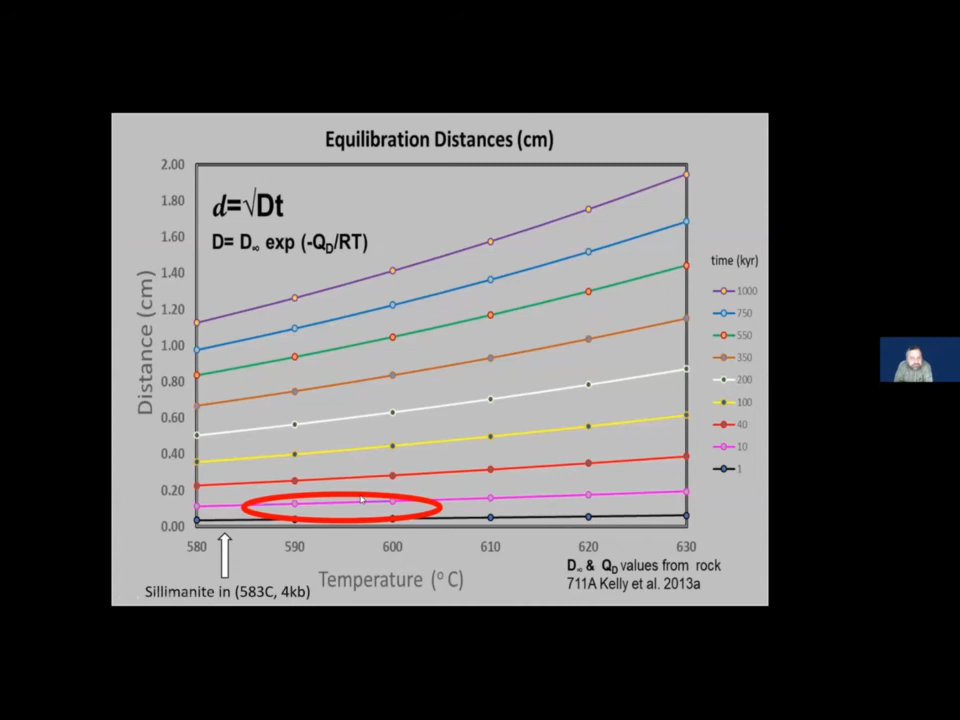 Equilibration Distances (cm)
2.00
1.80
1.60
1.40
1.20
1.00
0.80
0.60
0.40
0.20
0.00
Distance (cm)
d=√Dt
D= D∞ exp (-QD/RT)
time (kyr)
1000
750
550
350
200
100
40
10
1
580 590 600 610 620 630
Temperature (o C)
Sillimanite in (583C, 4kb)
D∞ & QD values from rock
711A Kelly et al. 2013a